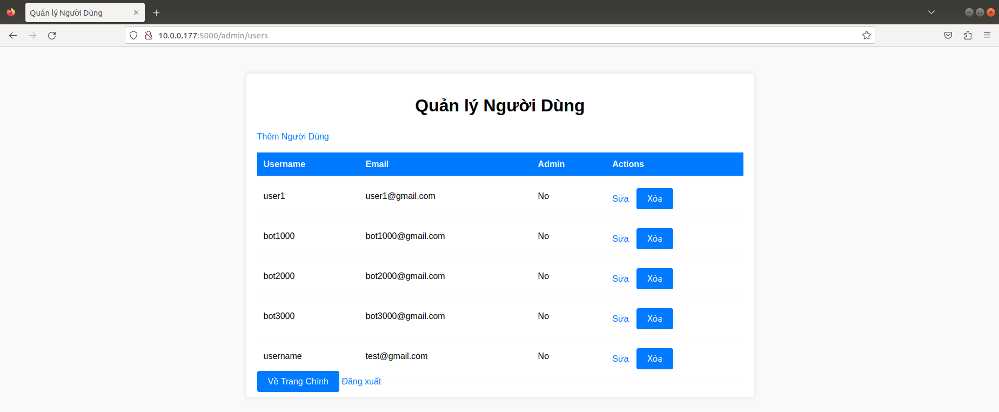 Quản lý Người Dùng
10.0.0.177:5000/admin/users
Quản lý Người Dùng
Thêm Người Dùng
Username Email Admin Actions
user1 user1@gmail.com No Sửa Xóa
bot1000 bot1000@gmail.com No Sửa Xóa
bot2000 bot2000@gmail.com No Sửa Xóa
bot3000 bot3000@gmail.com No Sửa Xóa
username test@gmail.com No Sửa Xóa
Về Trang Chính Đăng xuất